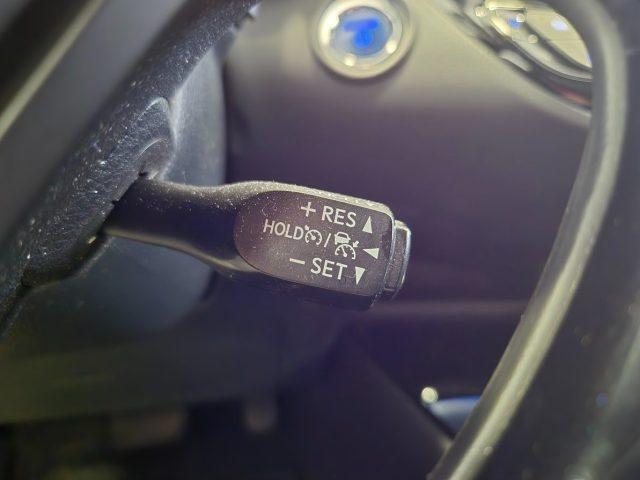 + RES ▲
HOLD / ◄
– SET ▼